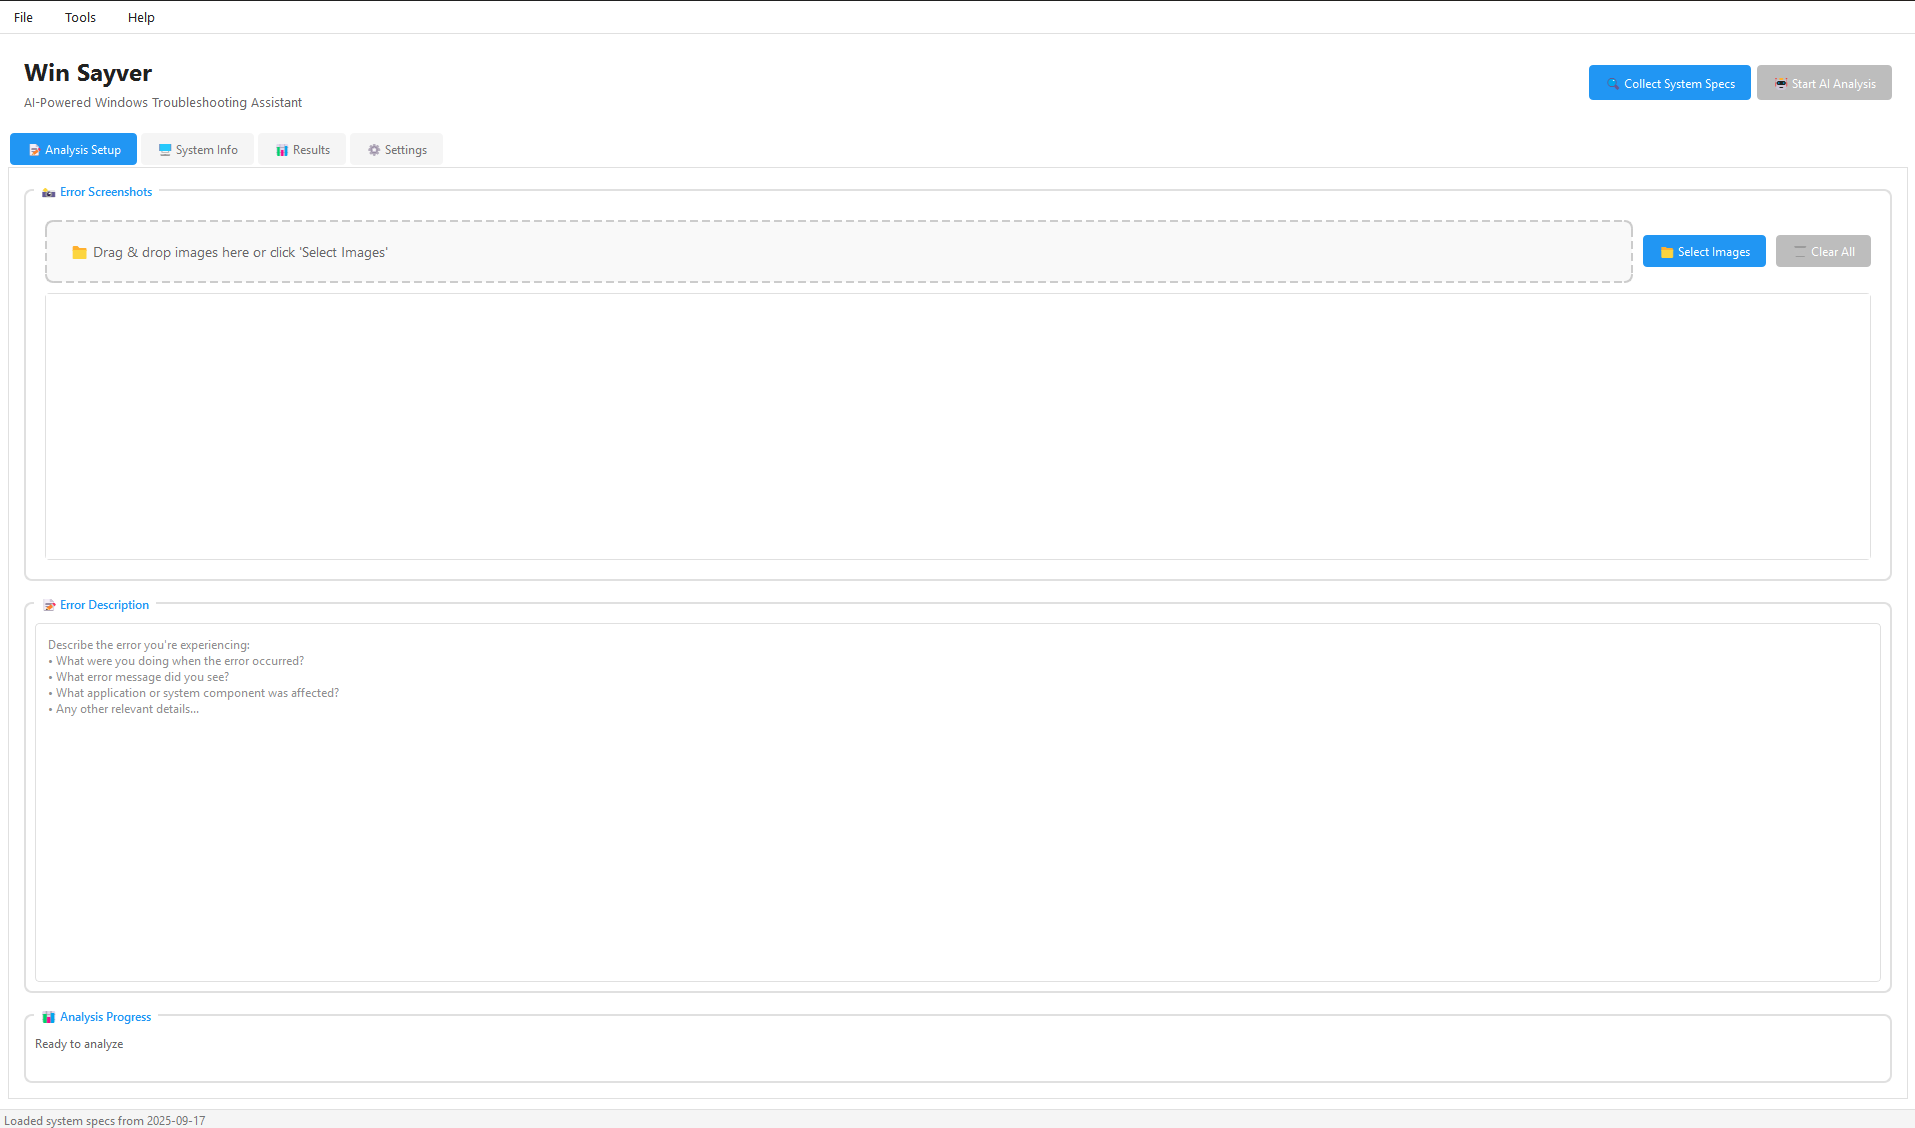 File Tools Help
Win Sayver
AI-Powered Windows Troubleshooting Assistant
Collect System Specs Start AI Analysis
Analysis Setup System Info Results Settings
Error Screenshots
Drag & drop images here or click 'Select Images'
Select Images Clear All
Error Description
Describe the error you're experiencing:
• What were you doing when the error occurred?
• What error message did you see?
• What application or system component was affected?
• Any other relevant details...
Analysis Progress
Ready to analyze
Loaded system specs from 2025-09-17